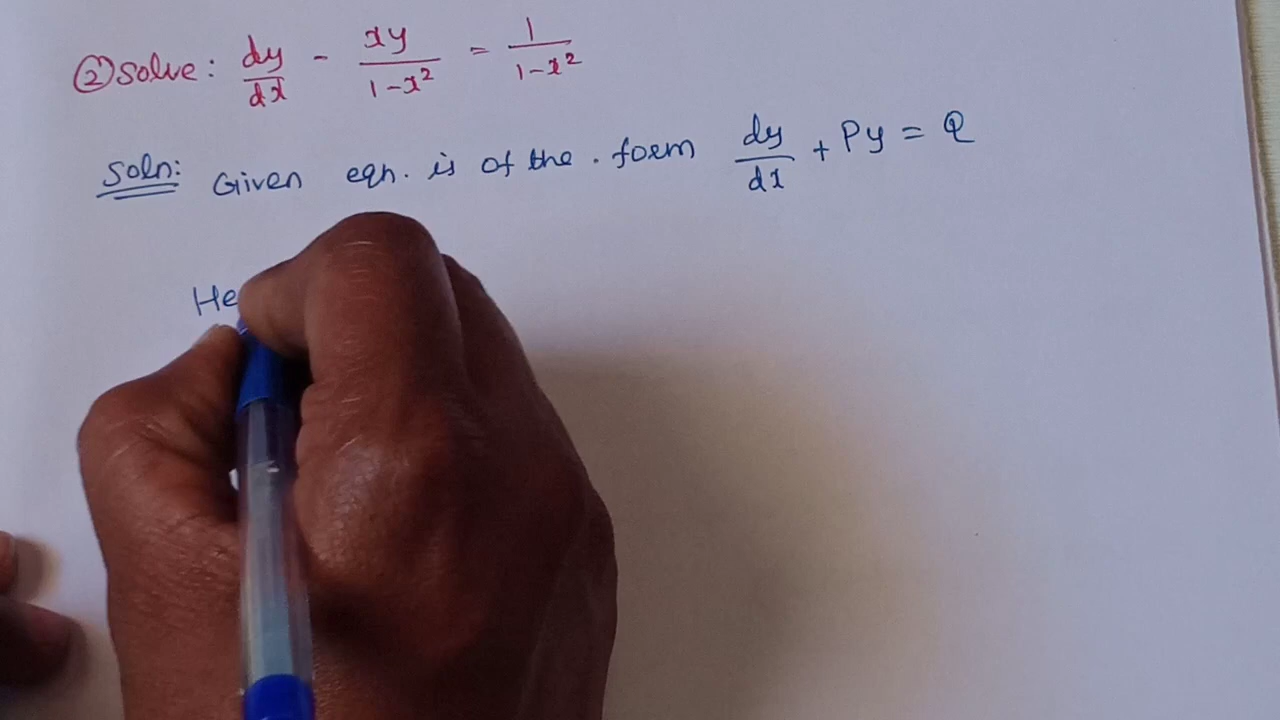 ② Solve: dy/dx - xy/1-x² = 1/1-x²
Soln: Given eqn. is of the . form dy/dx + Py = Q
He